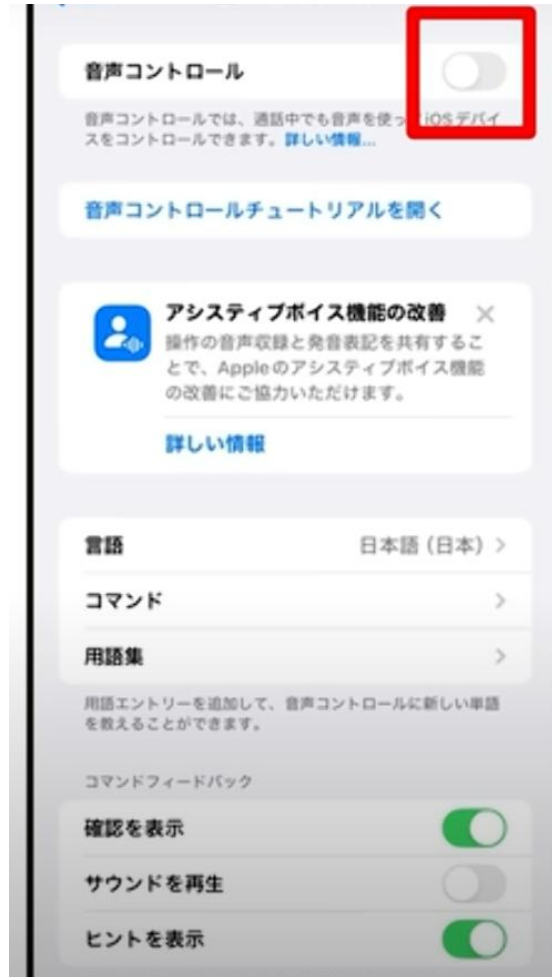 音声コントロール
音声コントロールでは、通話中でも音声を使っ iOSデバイ
スをコントロールできます。詳しい情報...
音声コントロールチュートリアルを開く
アシスティブボイス機能の改善
操作の音声収録と発音表記を共有するこ
とで、Appleのアシスティブボイス機能
の改善にご協力いただけます。
詳しい情報
言語 日本語(日本)
コマンド
用語集
用語エントリーを追加して、音声コントロールに新しい単語
を教えることができます。
コマンドフィードバック
確認を表示
サウンドを再生
ヒントを表示